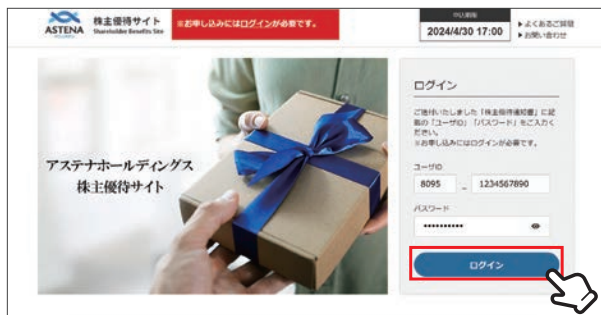 ASTENA
株主優待サイト
Shareholder Benefits Site
※お申し込みにはログインが必要です。
申込期限
2024/4/30 17:00
▶よくあるご質問
▶お問い合わせ
アステナホールディングス
株主優待サイト
ログイン
ご送付いたしました「株主優待通知書」に記
載の「ユーザID」「パスワード」をご入力く
ださい。
※お申し込みにはログインが必要です。
ユーザID
8095 - 1234567890
パスワード
••••••••••
ログイン